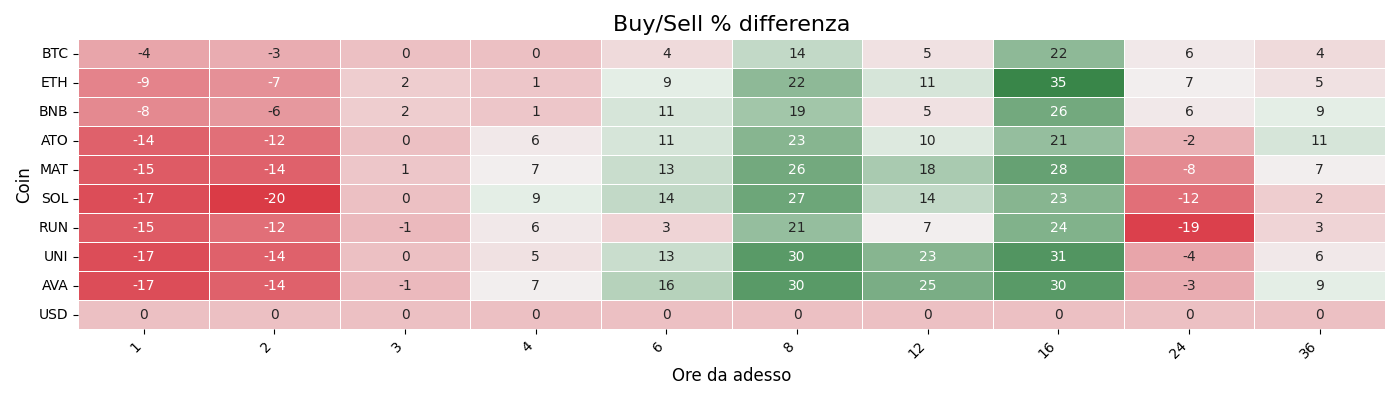 Buy/Sell % differenza
Coin
BTC -4 -3 0 0 4 14 5 22 6 4
ETH -9 -7 2 1 9 22 11 35 7 5
BNB -8 -6 2 1 11 19 5 26 6 9
ATO -14 -12 0 6 11 23 10 21 -2 11
MAT -15 -14 1 7 13 26 18 28 -8 7
SOL -17 -20 0 9 14 27 14 23 -12 2
RUN -15 -12 -1 6 3 21 7 24 -19 3
UNI -17 -14 0 5 13 30 23 31 -4 6
AVA -17 -14 -1 7 16 30 25 30 -3 9
USD 0 0 0 0 0 0 0 0 0 0
1 2 3 4 6 8 12 16 24 36
Ore da adesso